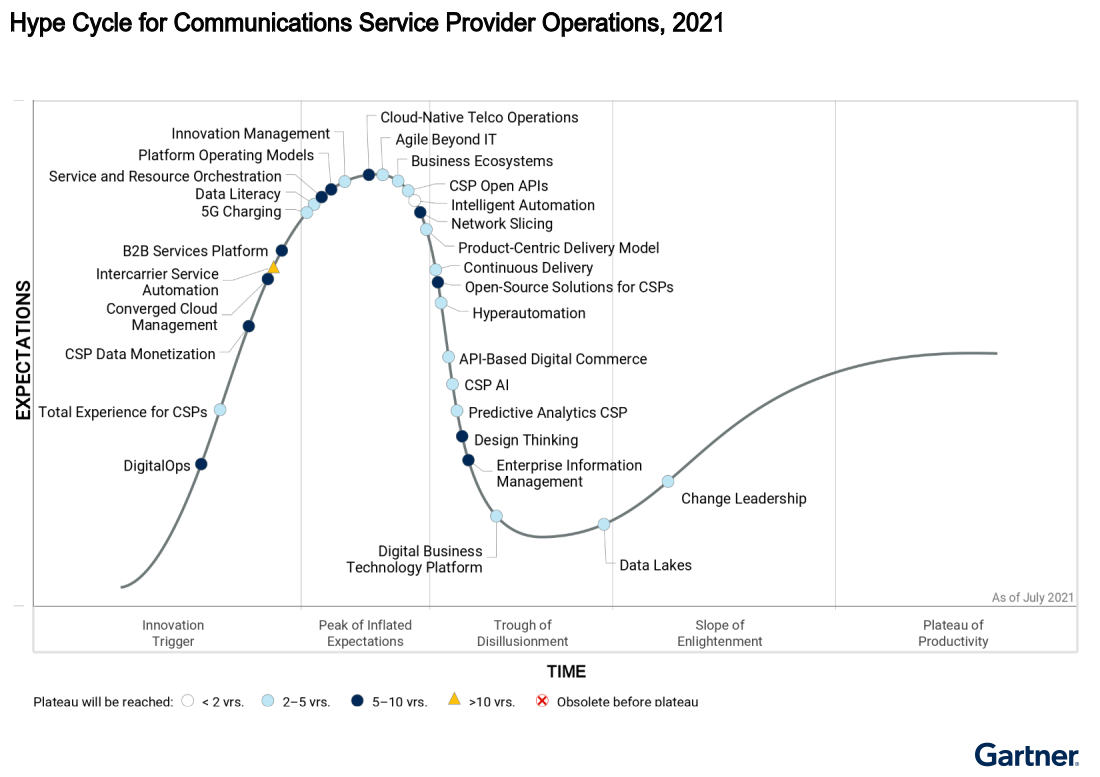 Hype Cycle for Communications Service Provider Operations, 2021
Cloud-Native Telco Operations
Innovation Management
Agile Beyond IT
Platform Operating Models
Business Ecosystems
Service and Resource Orchestration
CSP Open APIs
Data Literacy
Intelligent Automation
5G Charging
Network Slicing
B2B Services Platform
Product-Centric Delivery Model
Intercarrier Service
Automation
Continuous Delivery
Open-Source Solutions for CSPs
Converged Cloud
Management
Hyperautomation
CSP Data Monetization
API-Based Digital Commerce
CSP AI
Total Experience for CSPs
Predictive Analytics CSP
Design Thinking
DigitalOps
Enterprise Information
Management
Change Leadership
Digital Business
Technology Platform
Data Lakes
EXPECTATIONS
As of July 2021
Innovation
Trigger
Peak of Inflated
Expectations
Trough of
Disillusionment
Slope of
Enlightenment
Plateau of
Productivity
TIME
Plateau will be reached: < 2 yrs. 2–5 yrs. 5–10 yrs. >10 yrs. Obsolete before plateau
Gartner